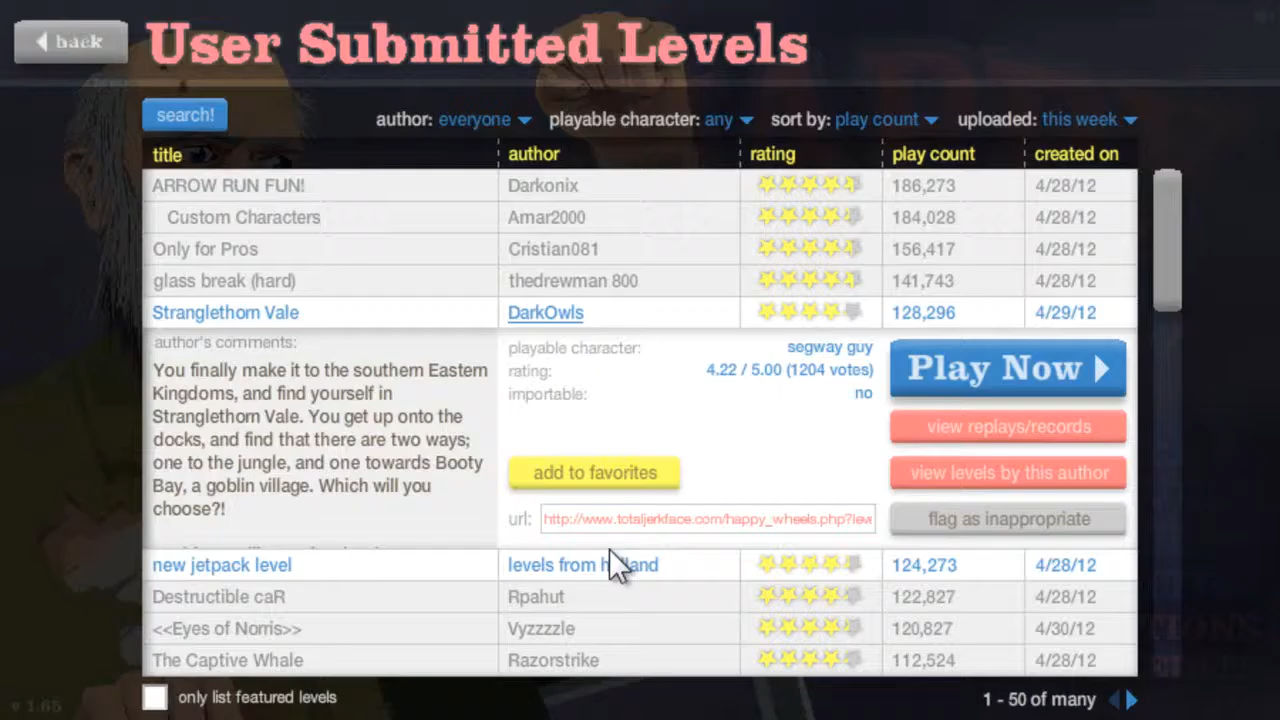 back
User Submitted Levels
search!
author: everyone playable character: any sort by: play count uploaded: this week
title author rating play count created on
ARROW RUN FUN! Darkonix 186,273 4/28/12
Custom Characters Amar2000 184,028 4/28/12
Only for Pros Cristian081 156,417 4/28/12
glass break (hard) thedrewman 800 141,743 4/28/12
Stranglethorn Vale DarkOwls 128,296 4/29/12
author's comments:
You finally make it to the southern Eastern
Kingdoms, and find yourself in
Stranglethorn Vale. You get up onto the
docks, and find that there are two ways;
one to the jungle, and one towards Booty
Bay, a goblin village. Which will you
choose?!
playable character: segway guy
rating: 4.22 / 5.00 (1204 votes)
importable: no
add to favorites
url: http://www.totaljerkface.com/happy_wheels.php?lev
Play Now
view replays/records
view levels by this author
flag as inappropriate
new jetpack level levels from 124,273 4/28/12
Destructible caR Rpahut 122,827 4/28/12
<<Eyes of Norris>> Vyzzzzle 120,827 4/30/12
The Captive Whale Razorstrike 112,524 4/28/12
only list featured levels
1 - 50 of many
v 1.65